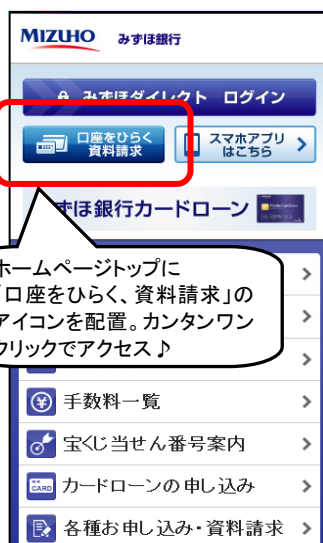 MIZUHO みずほ銀行
みずほダイレクト ログイン
口座をひらく
資料請求
スマホアプリ
はこちら
ずほ銀行カードローン
ホームページトップに
「口座をひらく、資料請求」の
アイコンを配置。カンタンワン
クリックでアクセス♪
手数料一覧
宝くじ当せん番号案内
カードローンの申し込み
各種お申し込み・資料請求